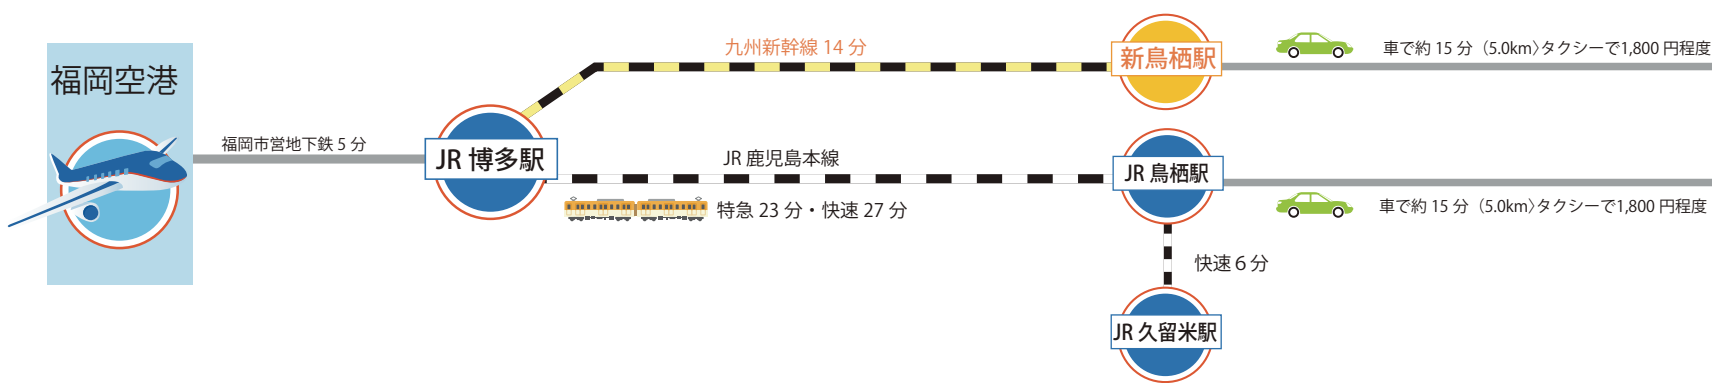 福岡空港
福岡市営地下鉄 5 分
JR 博多駅
九州新幹線 14 分
新鳥栖駅
車で約 15 分（5.0km〉タクシーで1,800 円程度
JR 鹿児島本線
特急 23 分・快速 27 分
JR 鳥栖駅
車で約 15 分（5.0km〉タクシーで1,800 円程度
快速 6 分
JR 久留米駅